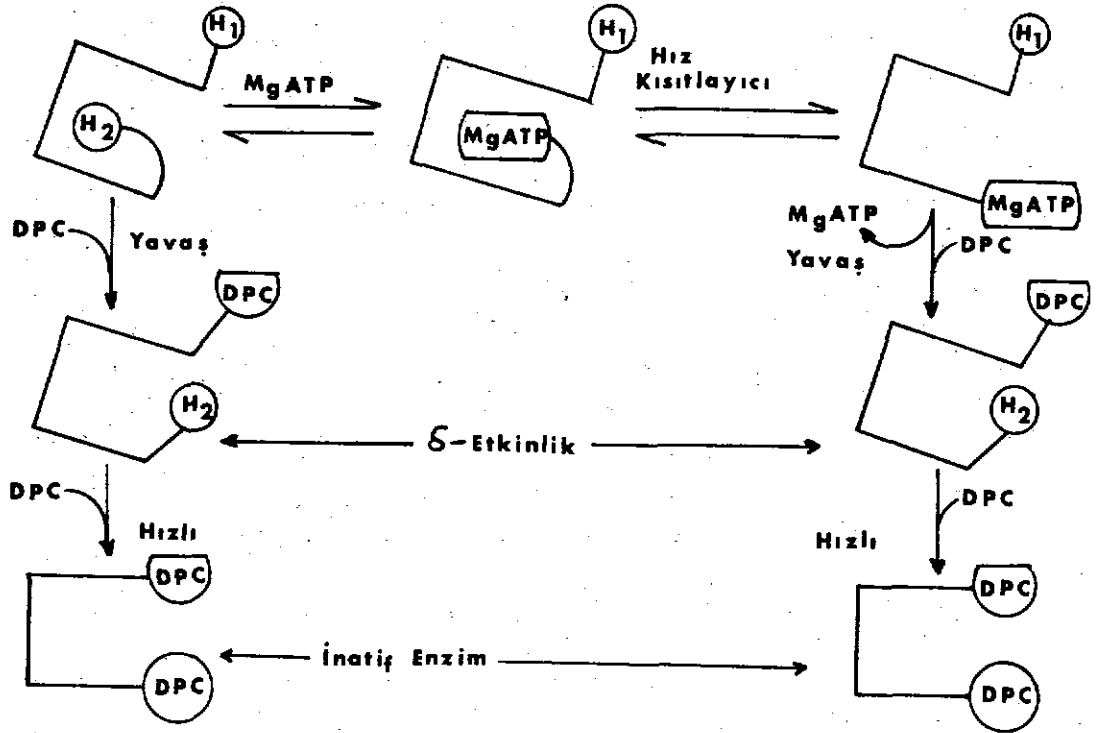 H1
H1
H1
MgATP
Hız
Kısıtlayıcı
H2
MgATP
MgATP
DPC
Yavaş
MgATP
DPC
Yavaş
DPC
DPC
H2
H2
δ-Etkinlik
DPC
Hızlı
DPC
Hızlı
DPC
DPC
İnatif Enzim
DPC
DPC